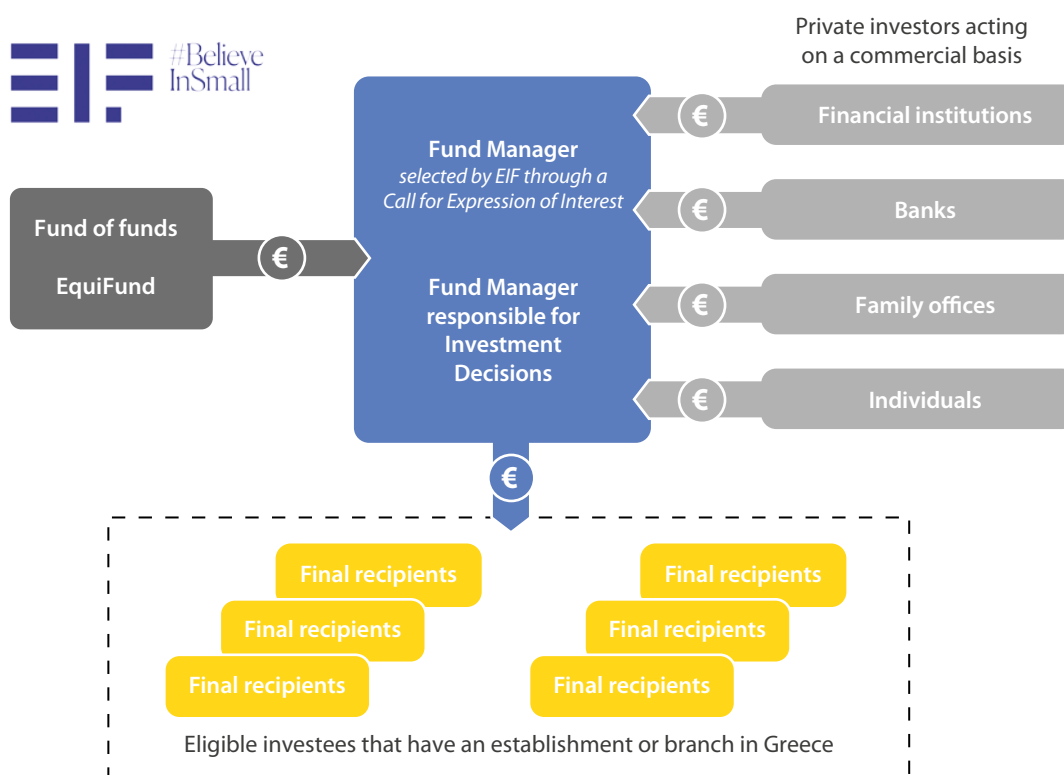 #Believe
InSmall
Private investors acting
on a commercial basis
Fund of funds
EquiFund
€
Fund Manager
selected by EIF through a
Call for Expression of Interest
Fund Manager
responsible for
Investment
Decisions
€
Financial institutions
€
Banks
€
Family offices
€
Individuals
€
Final recipients
Final recipients
Final recipients
Final recipients
Final recipients
Final recipients
Eligible investees that have an establishment or branch in Greece